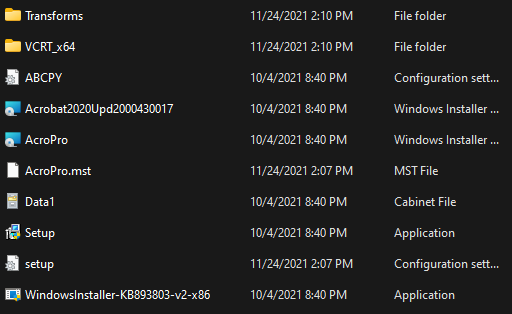 Transforms 11/24/2021 2:10 PM File folder
VCRT_x64 11/24/2021 2:10 PM File folder
ABCPY 10/4/2021 8:40 PM Configuration sett...
Acrobat2020Upd2000430017 10/4/2021 8:40 PM Windows Installer ...
AcroPro 10/4/2021 8:40 PM Windows Installer ...
AcroPro.mst 11/24/2021 2:07 PM MST File
Data1 10/4/2021 8:40 PM Cabinet File
Setup 10/4/2021 8:40 PM Application
setup 11/24/2021 2:07 PM Configuration sett...
WindowsInstaller-KB893803-v2-x86 10/4/2021 8:40 PM Application